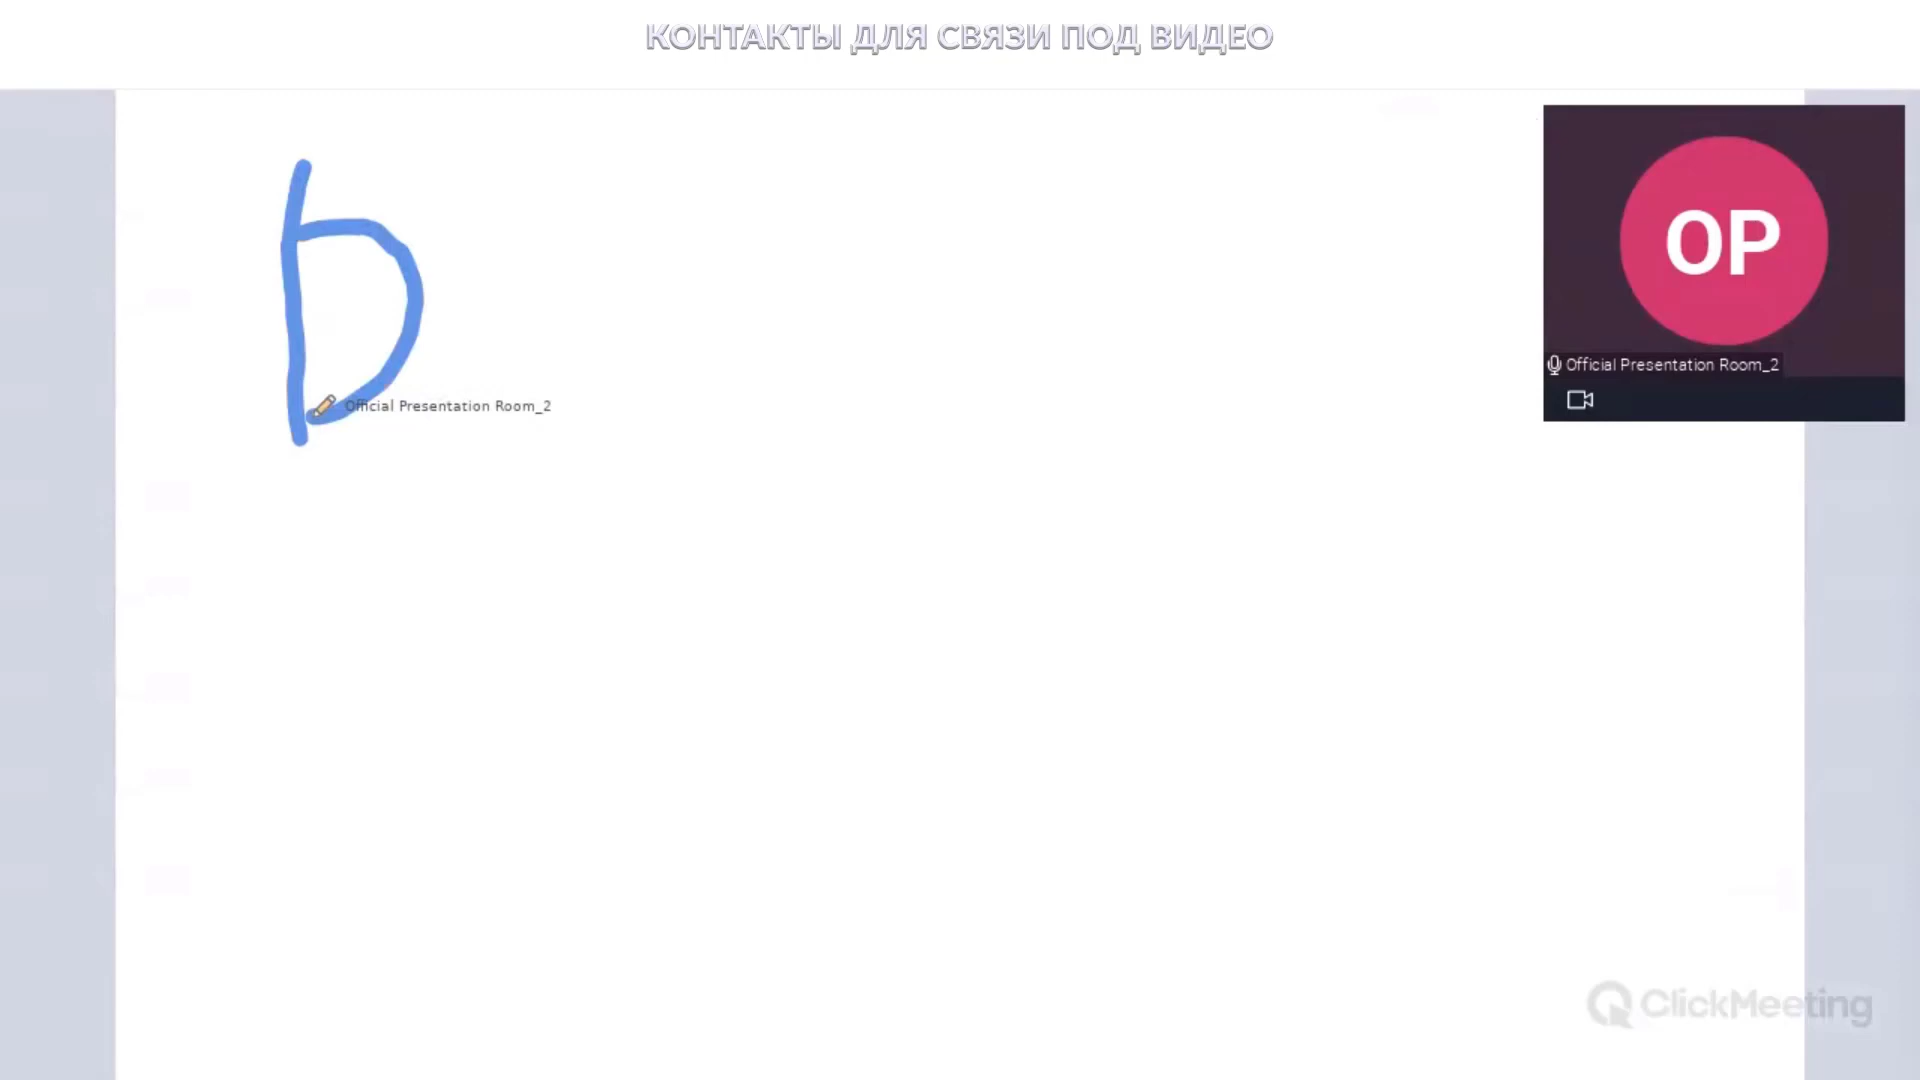 КОНТАКТЫ ДЛЯ СВЯЗИ ПОД ВИДЕО
OP
Official Presentation Room_2
D
Official Presentation Room_2
ClickMeeting